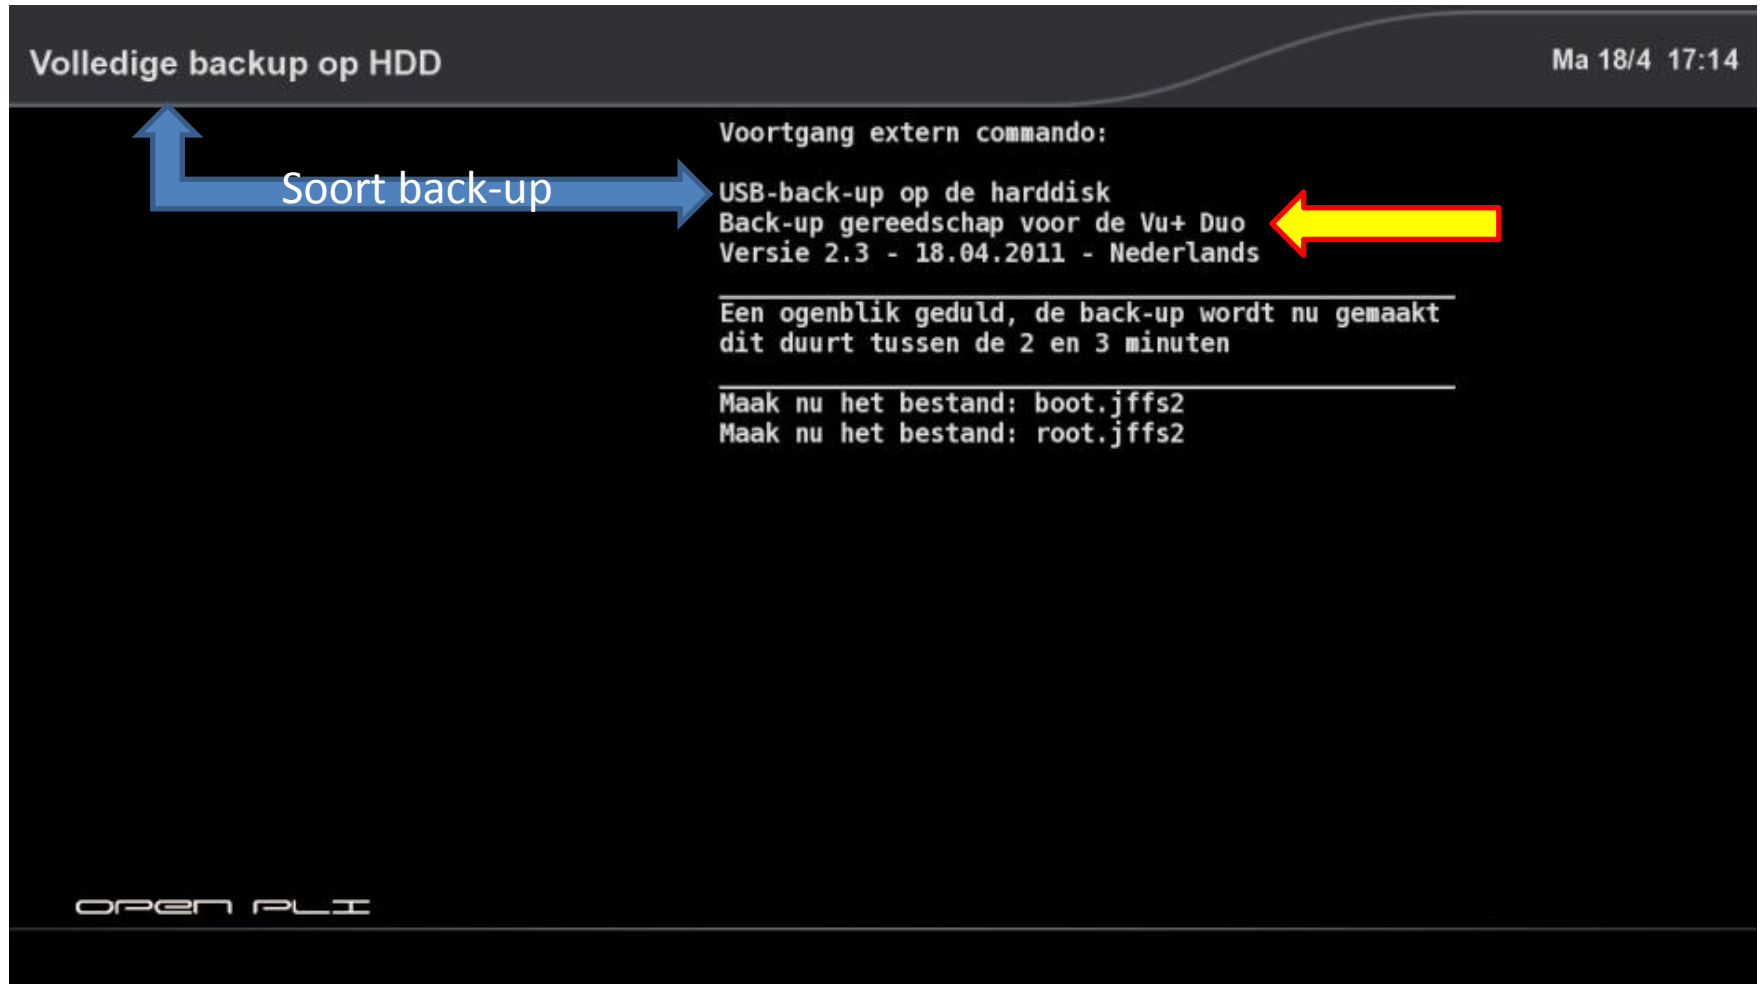 Volledige backup op HDD
Ma 18/4 17:14
Voortgang extern commando:
Soort back-up
USB-back-up op de harddisk
Back-up gereedschap voor de Vu+ Duo
Versie 2.3 - 18.04.2011 - Nederlands
Een ogenblik geduld, de back-up wordt nu gemaakt
dit duurt tussen de 2 en 3 minuten
Maak nu het bestand: boot.jffs2
Maak nu het bestand: root.jffs2
OPEN PLI